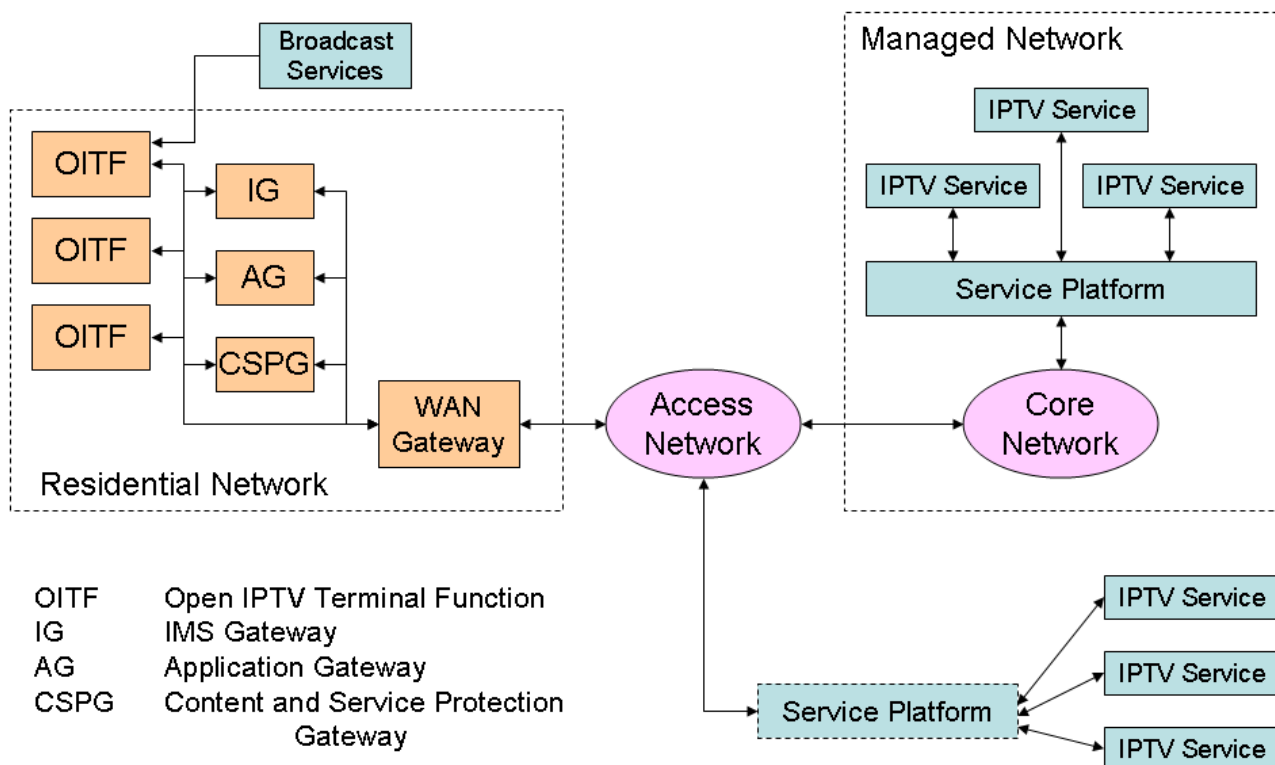 Broadcast
Services
OITF
OITF
OITF
IG
AG
CSPG
WAN
Gateway
Residential Network
Access
Network
Managed Network
IPTV Service
IPTV Service
IPTV Service
Service Platform
Core
Network
OITF Open IPTV Terminal Function
IG IMS Gateway
AG Application Gateway
CSPG Content and Service Protection
Gateway
Service Platform
IPTV Service
IPTV Service
IPTV Service